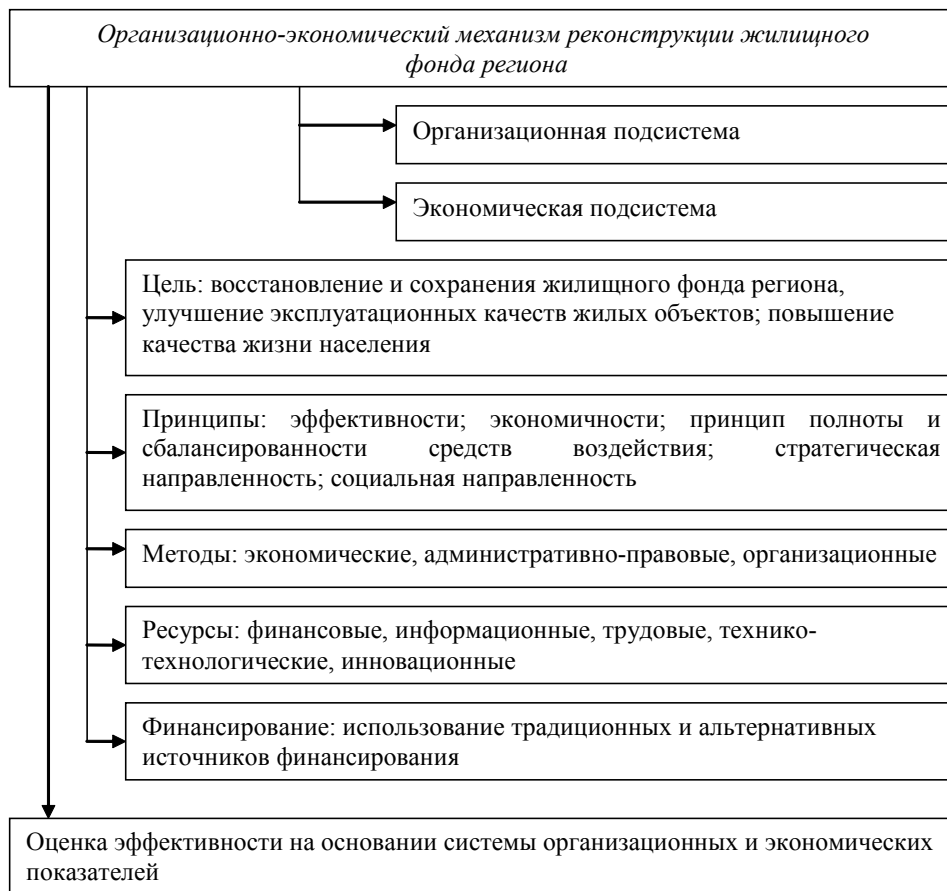 Организационно-экономический механизм реконструкции жилищного
фонда региона
Организационная подсистема
Экономическая подсистема
Цель: восстановление и сохранения жилищного фонда региона,
улучшение эксплуатационных качеств жилых объектов; повышение
качества жизни населения
Принципы: эффективности; экономичности; принцип полноты и
сбалансированности средств воздействия; стратегическая
направленность; социальная направленность
Методы: экономические, административно-правовые, организационные
Ресурсы: финансовые, информационные, трудовые, технико-
технологические, инновационные
Финансирование: использование традиционных и альтернативных
источников финансирования
Оценка эффективности на основании системы организационных и экономических
показателей